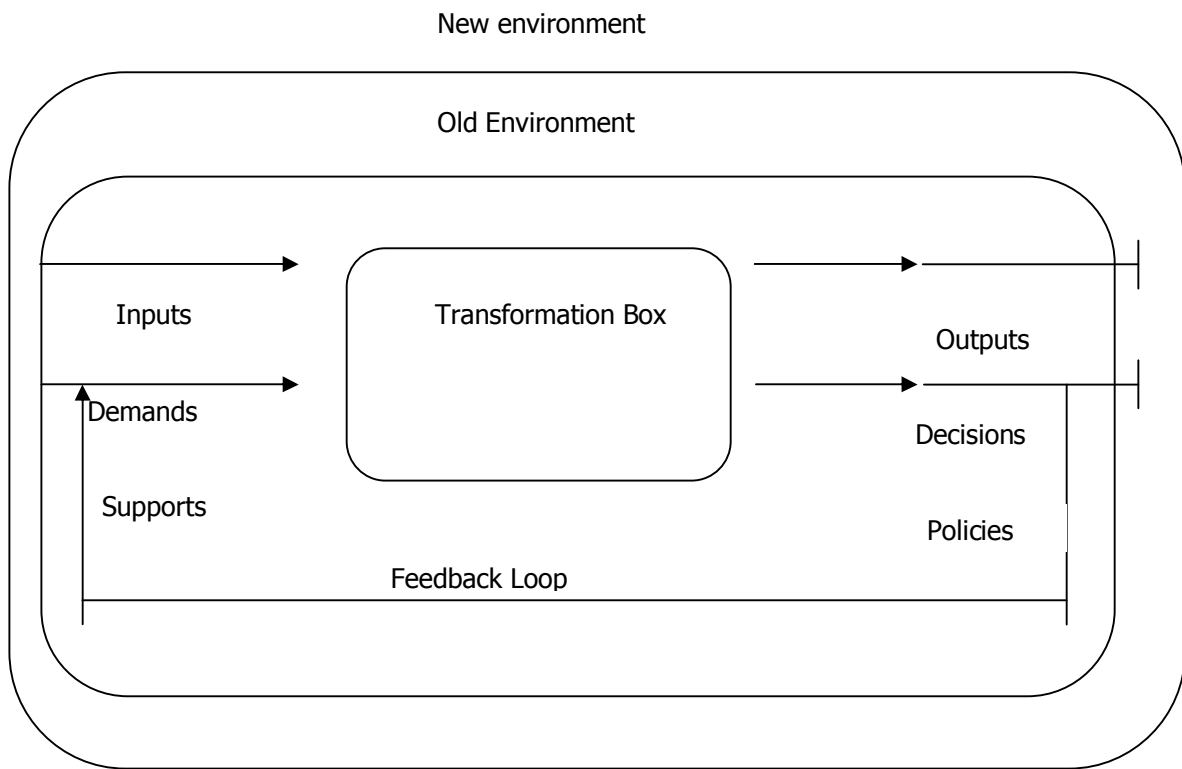 New environment
Old Environment
Inputs
Transformation Box
Outputs
Demands
Decisions
Supports
Policies
Feedback Loop